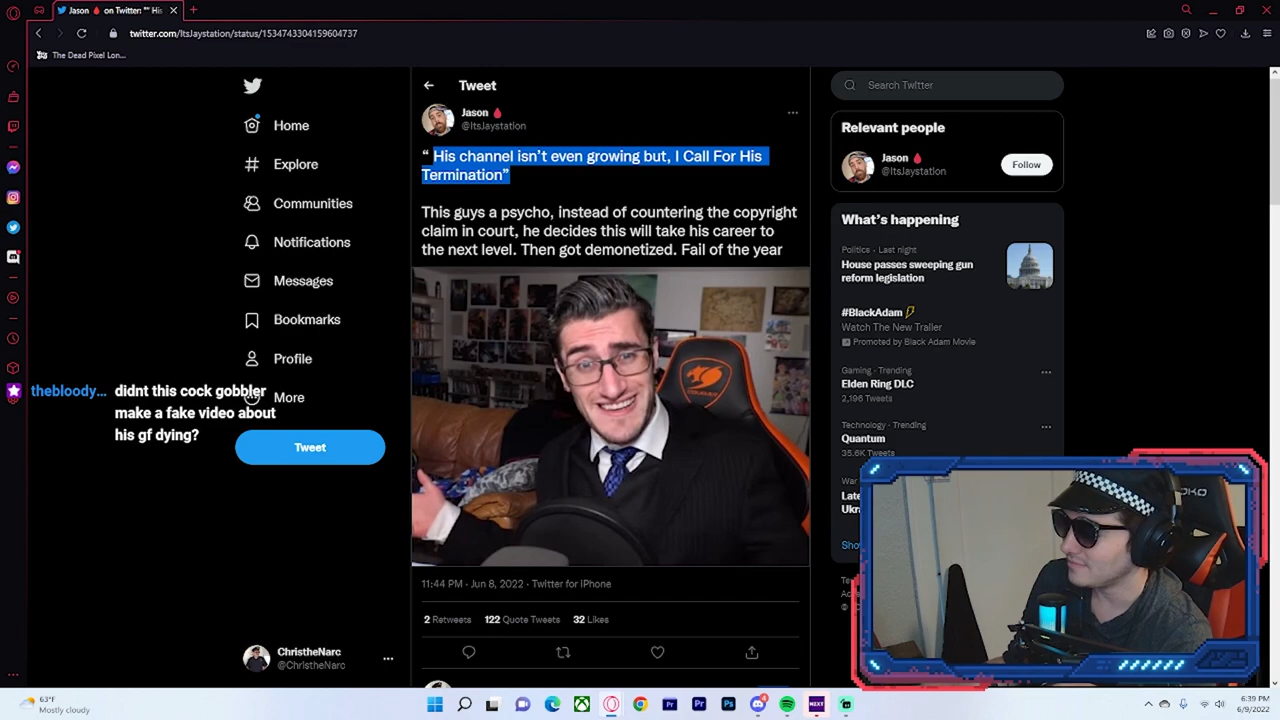 Jason 🩸 on Twitter: "" His
twitter.com/ItsJaystation/status/1534743304159604737
The Dead Pixel Lon...
Home
Explore
Communities
Notifications
Messages
Bookmarks
Profile
More
Tweet
thebloody... didnt this cock gobbler
make a fake video about
his gf dying?
ChristheNarc
@ChristheNarc
Tweet
Jason 🩸
@ItsJaystation
“ His channel isn’t even growing but, I Call For His
Termination”
This guys a psycho, instead of countering the copyright
claim in court, he decides this will take his career to
the next level. Then got demonetized. Fail of the year
COUGAR
11:44 PM · Jun 8, 2022 · Twitter for iPhone
2 Retweets 122 Quote Tweets 32 Likes
Search Twitter
Relevant people
Jason 🩸
@ItsJaystation
Follow
What’s happening
Politics · Last night
House passes sweeping gun
reform legislation
#BlackAdam
Watch The New Trailer
Promoted by Black Adam Movie
Gaming · Trending
Elden Ring DLC
2,196 Tweets
Technology · Trending
Quantum
35.6K Tweets
63°F
Mostly cloudy
6:39 PM
6/9/2022